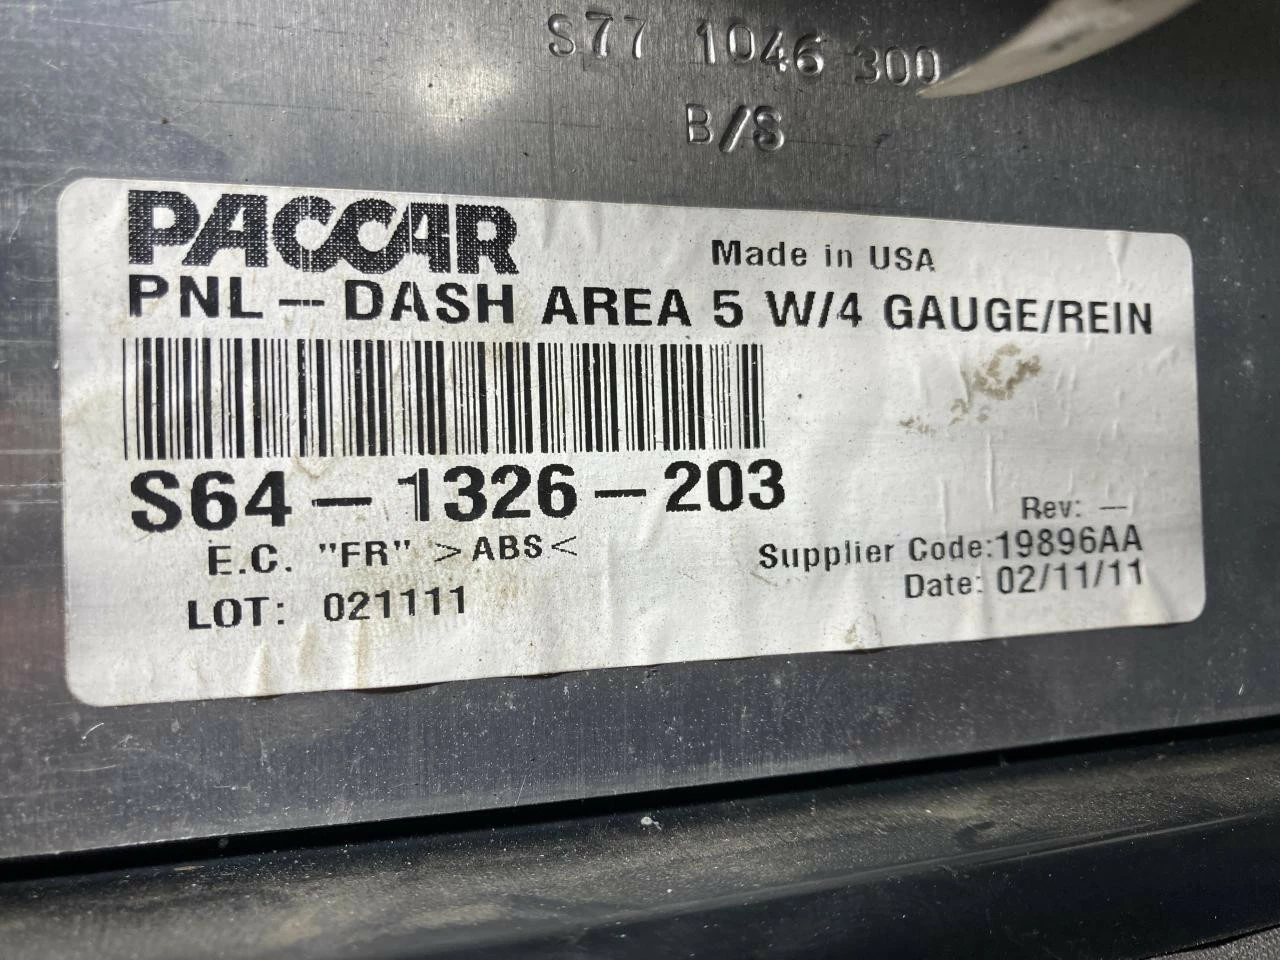 S77 1046 300
B/S
PACCAR
Made in USA
PNL - DASH AREA 5 W/4 GAUGE/REIN
S64-1326-203
Rev: -
E.C. "FR" >ABS<
Supplier Code:19896AA
LOT: 021111
Date: 02/11/11